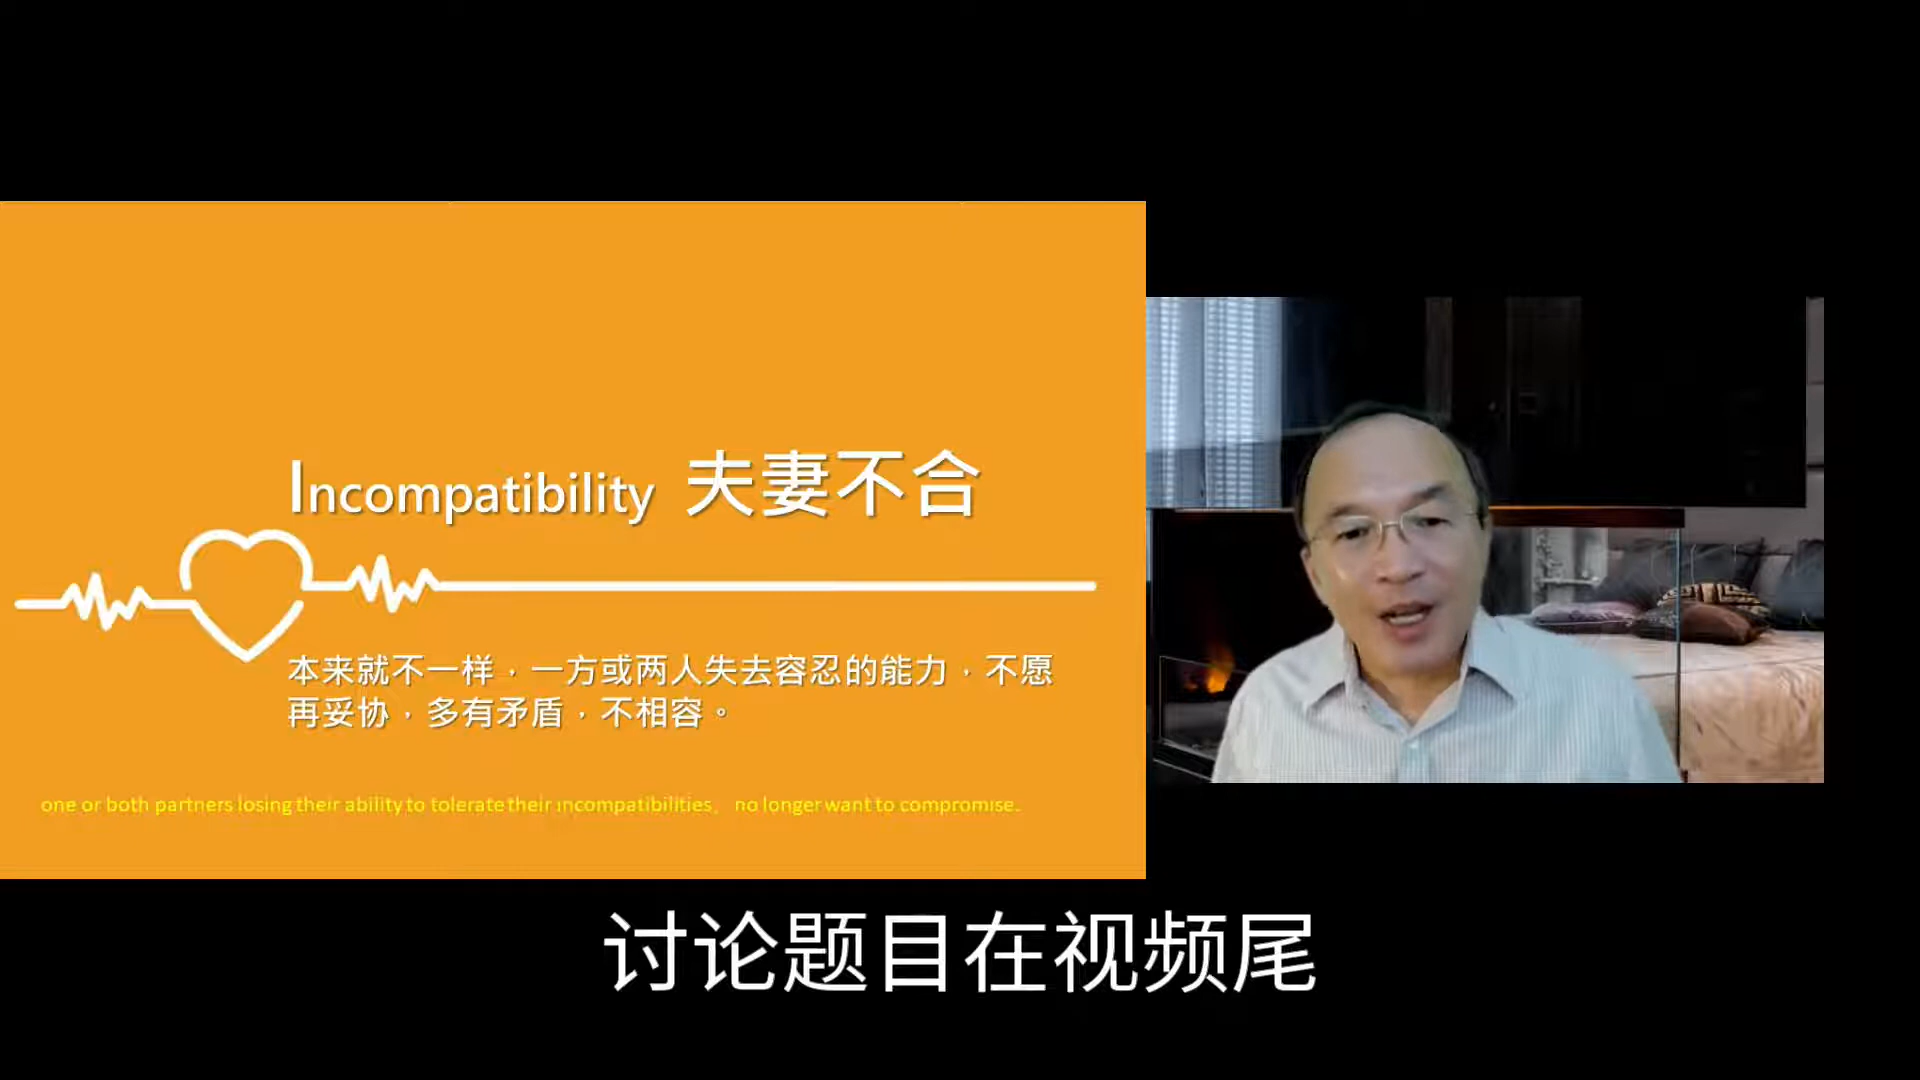 Incompatibility 夫妻不合
本来就不一样，一方或两人失去容忍的能力，不愿
再妥协，多有矛盾，不相容。
one or both partners losing their ability to tolerate their incompatibilities， no longer want to compromise.
讨论题目在视频尾